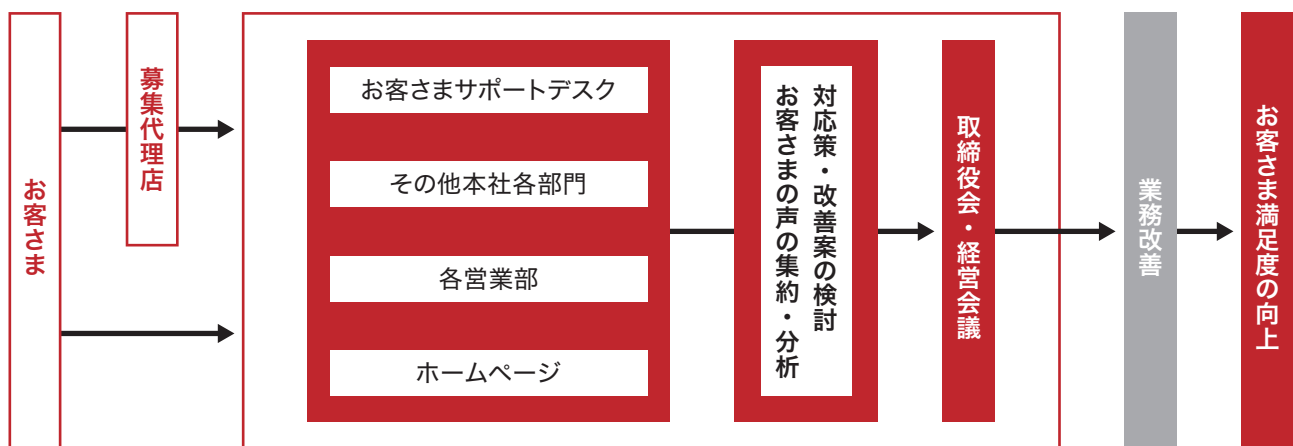 お客さま
募集代理店
お客さまサポートデスク
その他本社各部門
各営業部
ホームページ
対応策・改善案の検討
お客さまの声の集約・分析
取締役会・経営会議
業務改善
お客さま満足度の向上